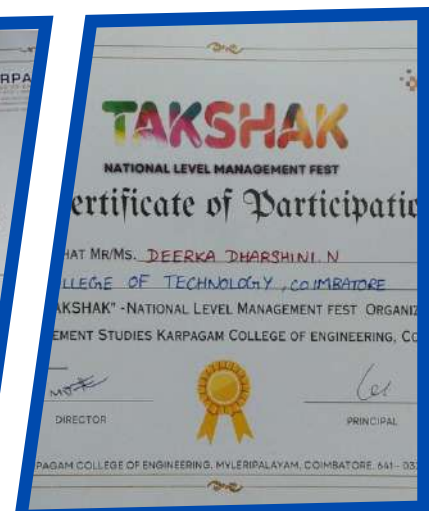 RPA
TAKSHAK
NATIONAL LEVEL MANAGEMENT FEST
ertificate of Participatio
HAT MR/MS. DEERKA DHARSHINI. N
LLEGE OF TECHNOLOGY, COIMBATORE
AKSHAK" -NATIONAL LEVEL MANAGEMENT FEST ORGANIZ
EMENT STUDIES KARPAGAM COLLEGE OF ENGINEERING, CO
DIRECTOR
PRINCIPAL
PAGAM COLLEGE OF ENGINEERING, MYLERIPALAYAM, COIMBATORE, 641 - 03